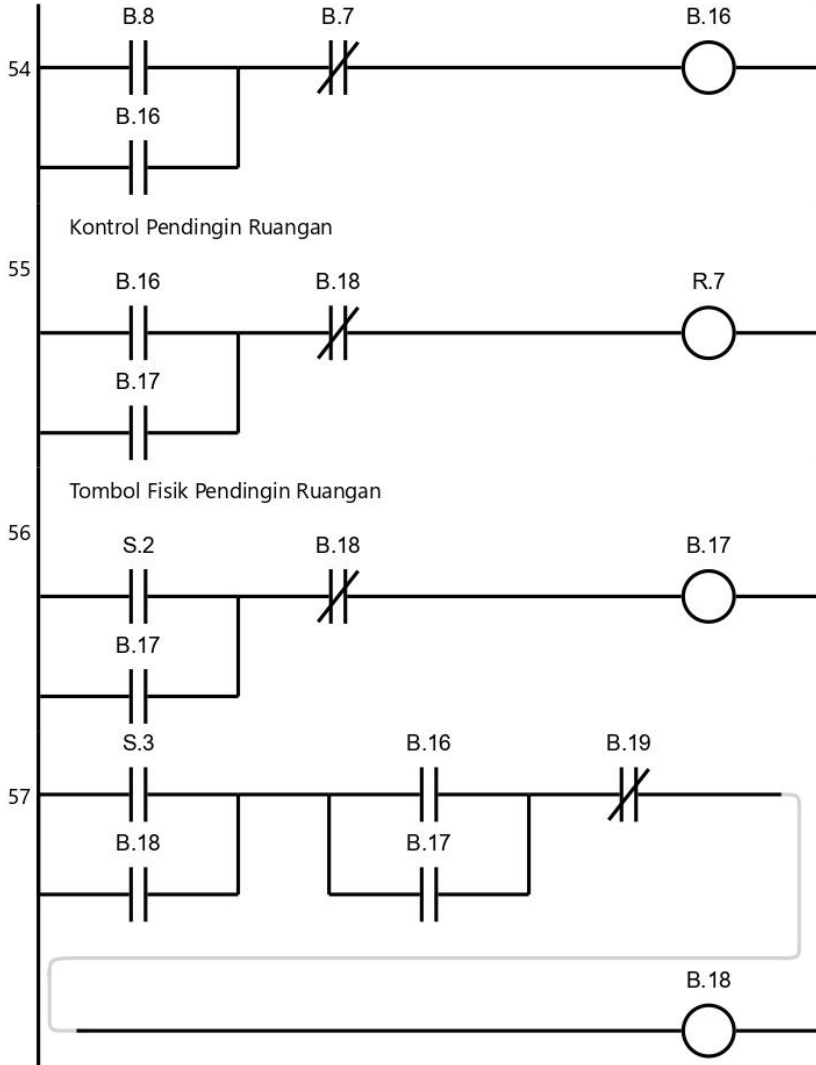 B.8 B.7 B.16
54
B.16
Kontrol Pendingin Ruangan
55
B.16 B.18 R.7
B.17
Tombol Fisik Pendingin Ruangan
56
S.2 B.18 B.17
B.17
S.3 B.16 B.19
57
B.18 B.17
B.18